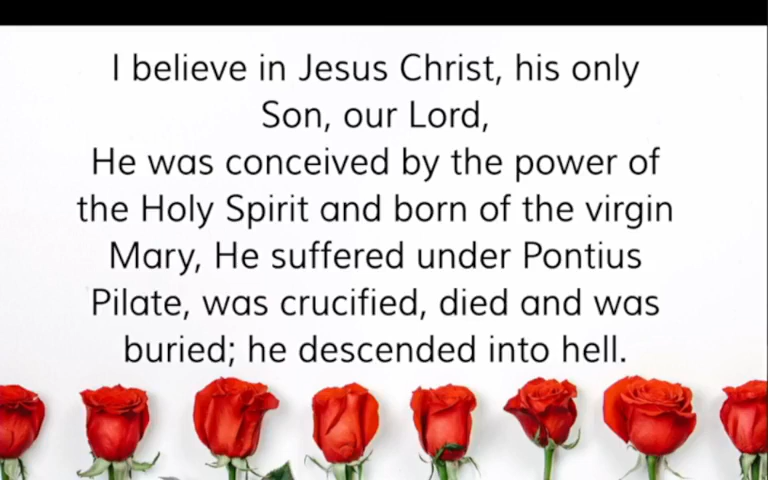 I believe in Jesus Christ, his only
Son, our Lord,
He was conceived by the power of
the Holy Spirit and born of the virgin
Mary, He suffered under Pontius
Pilate, was crucified, died and was
buried; he descended into hell.